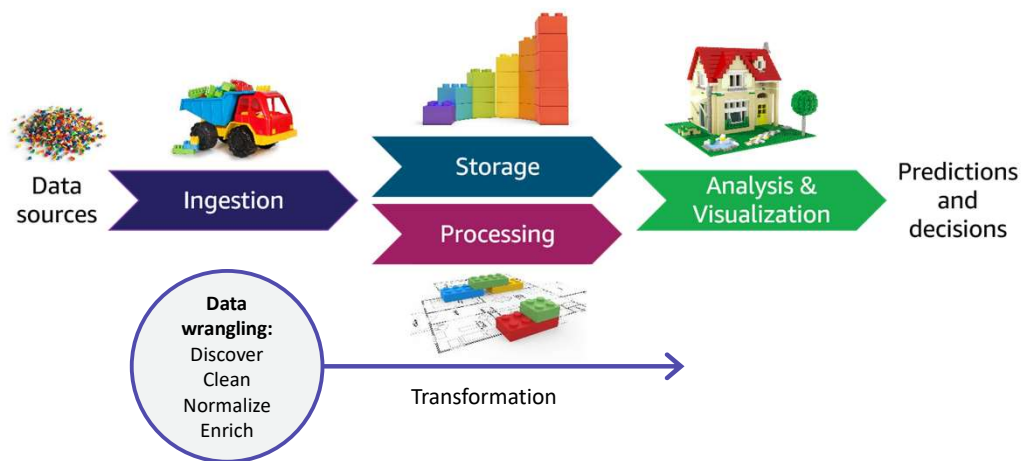 Data
sources
Ingestion
Storage
Processing
Analysis &
Visualization
Predictions
and
decisions
Data
wrangling:
Discover
Clean
Normalize
Enrich
Transformation